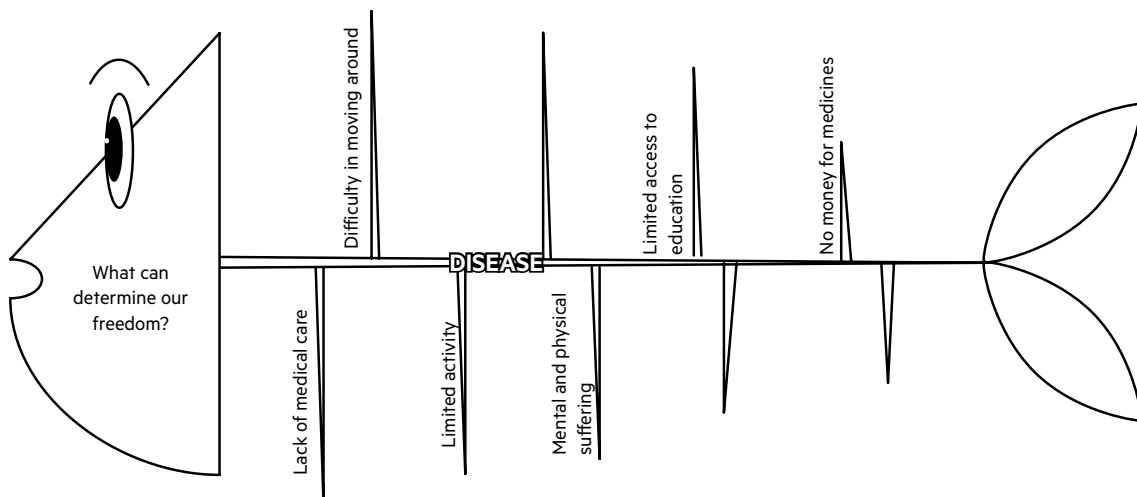 What can
determine our
freedom?
DISEASE
Difficulty in moving around
Limited access to
education
No money for medicines
Lack of medical care
Limited activity
Mental and physical
suffering